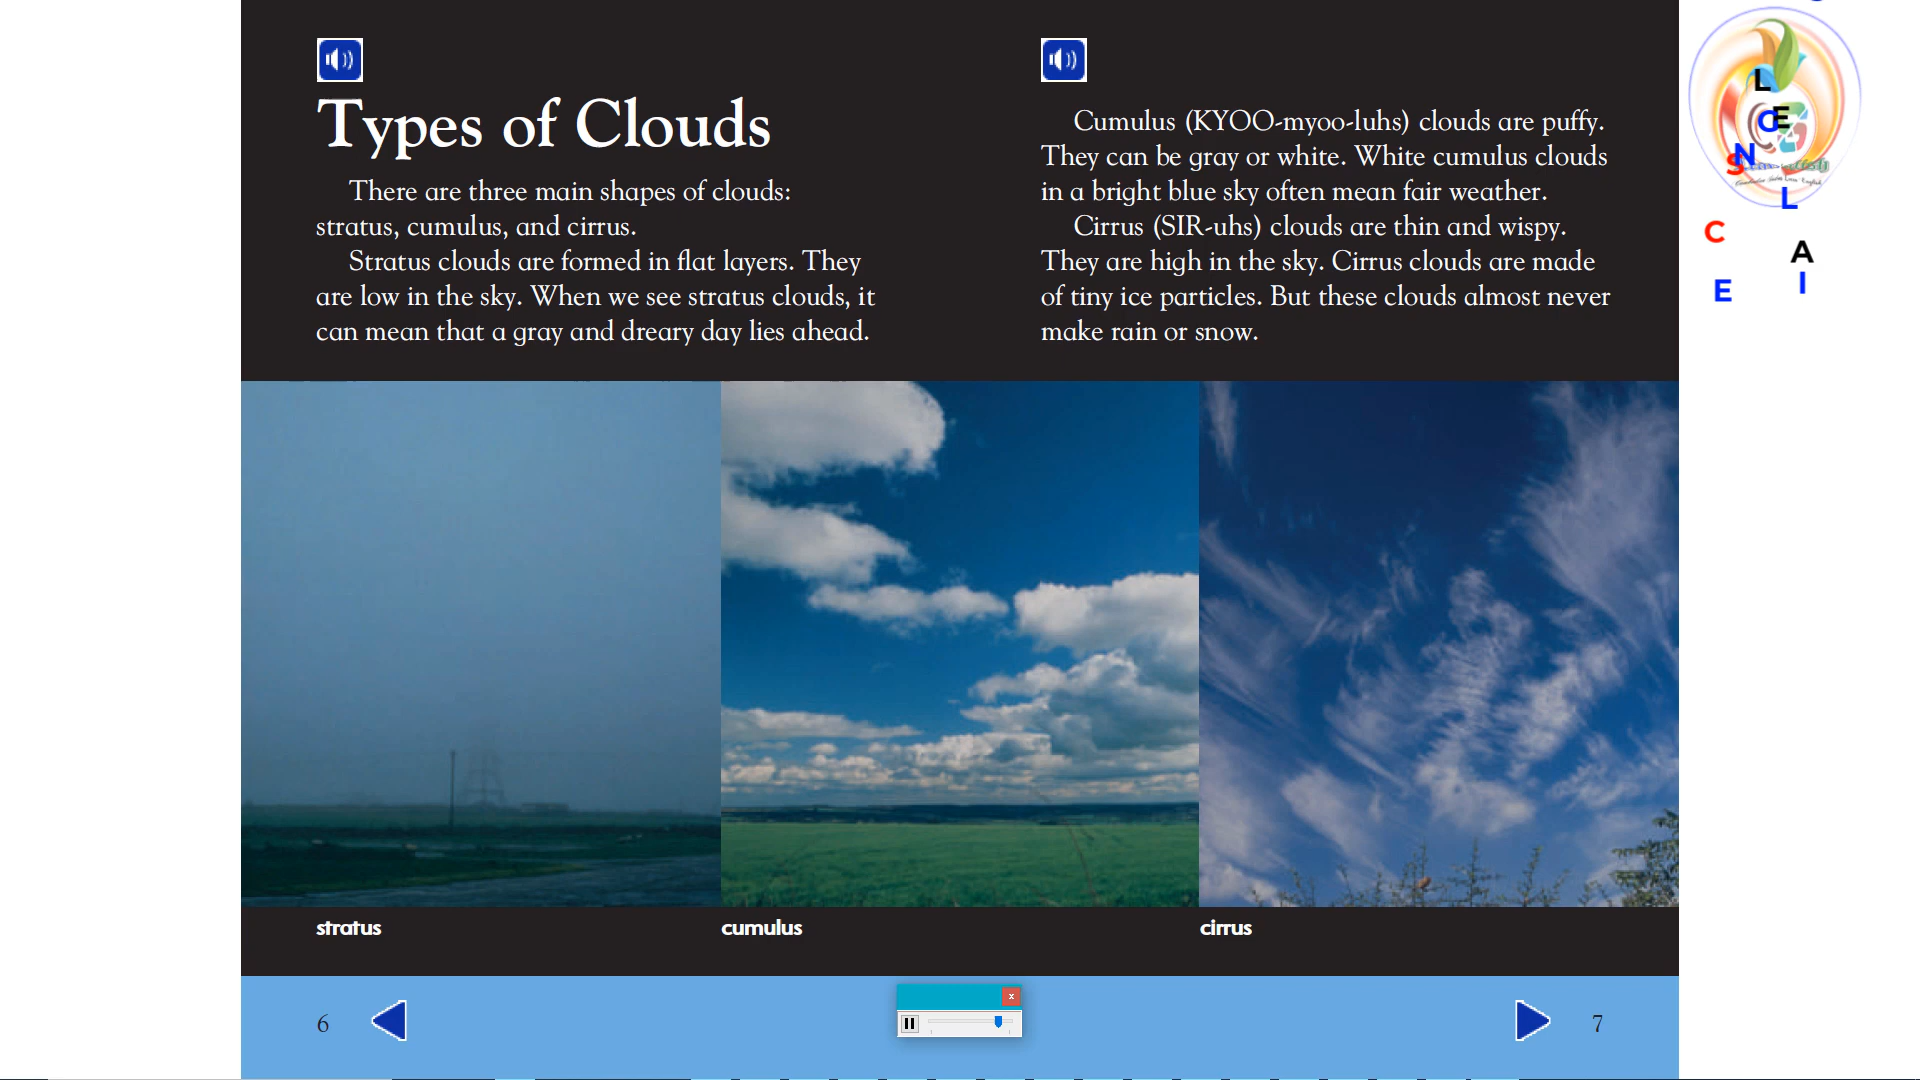 Types of Clouds
There are three main shapes of clouds:
stratus, cumulus, and cirrus.
Stratus clouds are formed in flat layers. They
are low in the sky. When we see stratus clouds, it
can mean that a gray and dreary day lies ahead.
Cumulus (KYOO-myoo-luhs) clouds are puffy.
They can be gray or white. White cumulus clouds
in a bright blue sky often mean fair weather.
Cirrus (SIR-uhs) clouds are thin and wispy.
They are high in the sky. Cirrus clouds are made
of tiny ice particles. But these clouds almost never
make rain or snow.
stratus
cumulus
cirrus
6
7
L
E
O
N
S
L
C
A
E
I